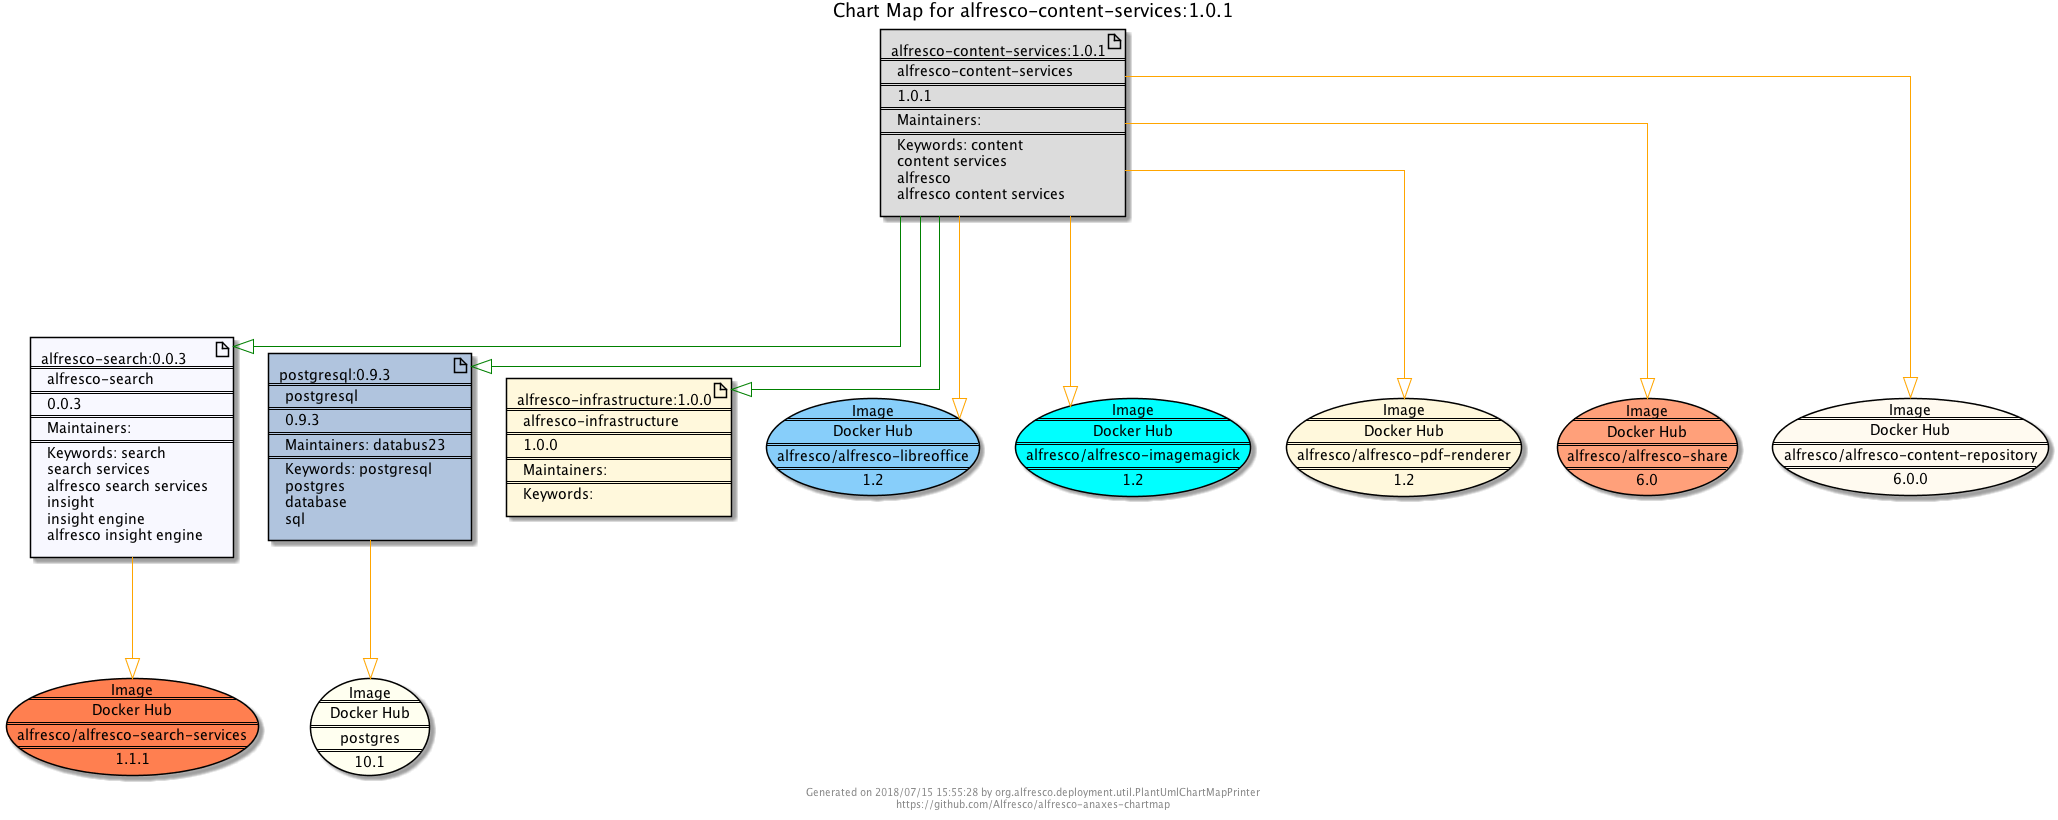 Chart Map for alfresco-content-services:1.0.1
alfresco-content-services:1.0.1
alfresco-content-services
1.0.1
Maintainers:
Keywords: content
content services
alfresco
alfresco content services
alfresco-search:0.0.3
alfresco-search
0.0.3
Maintainers:
Keywords: search
search services
alfresco search services
insight
insight engine
alfresco insight engine
postgresql:0.9.3
postgresql
0.9.3
Maintainers: databus23
Keywords: postgresql
postgres
database
sql
alfresco-infrastructure:1.0.0
alfresco-infrastructure
1.0.0
Maintainers:
Keywords:
Image
Docker Hub
alfresco/alfresco-libreoffice
1.2
Image
Docker Hub
alfresco/alfresco-imagemagick
1.2
Image
Docker Hub
alfresco/alfresco-pdf-renderer
1.2
Image
Docker Hub
alfresco/alfresco-share
6.0
Image
Docker Hub
alfresco/alfresco-content-repository
6.0.0
Image
Docker Hub
alfresco/alfresco-search-services
1.1.1
Image
Docker Hub
postgres
10.1
Generated on 2018/07/15 15:55:28 by org.alfresco.deployment.util.PlantUmlChartMapPrinter
https://github.com/Alfresco/alfresco-anaxes-chartmap